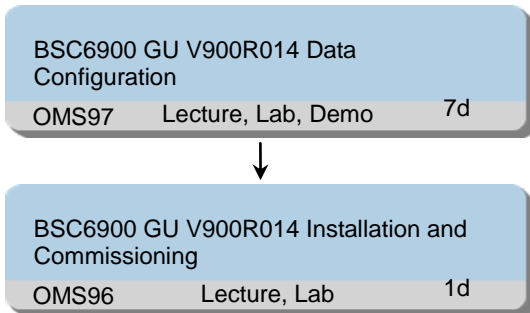 BSC6900 GU V900R014 Data
Configuration
OMS97 Lecture, Lab, Demo 7d
BSC6900 GU V900R014 Installation and
Commissioning
OMS96 Lecture, Lab 1d